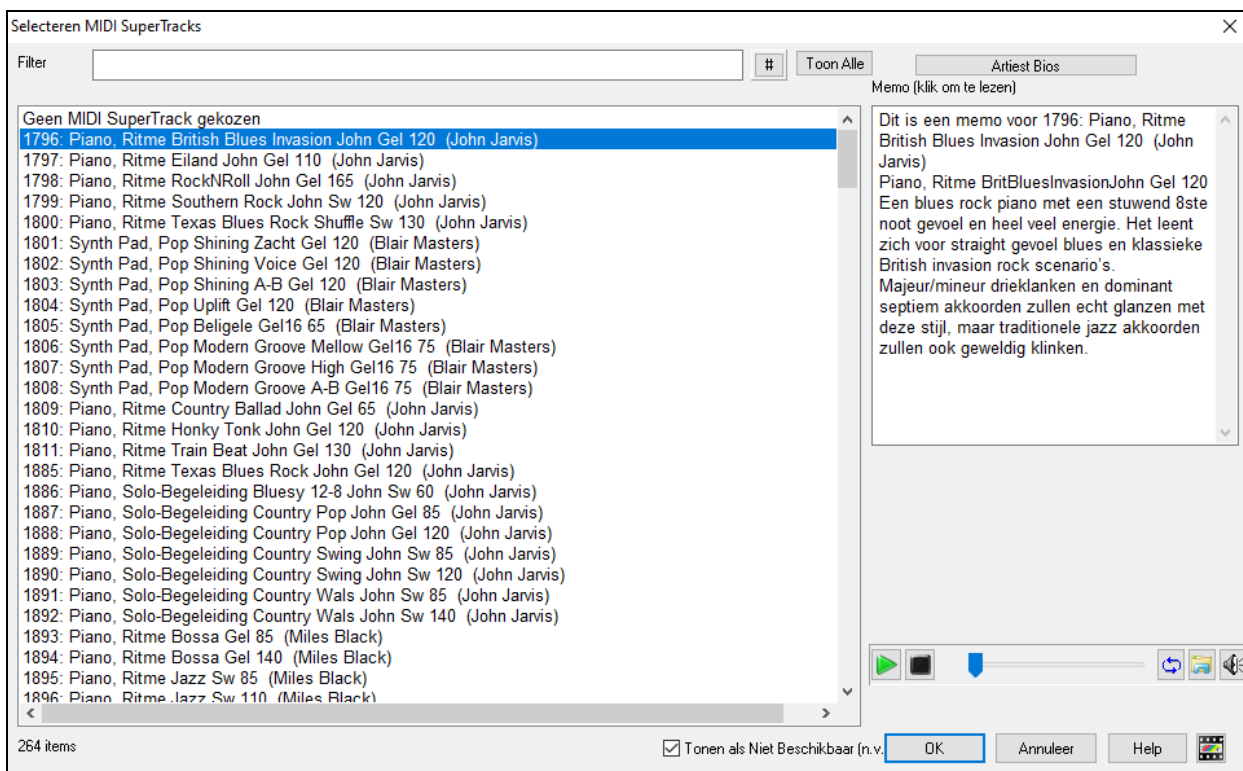 Selecteren MIDI SuperTracks
Filter
#
Toon Alle
Artiest Bios
Memo (klik om te lezen)
Geen MIDI SuperTrack gekozen
1796: Piano, Ritme British Blues Invasion John Gel 120 (John Jarvis)
1797: Piano, Ritme Eiland John Gel 110 (John Jarvis)
1798: Piano, Ritme RockNRoll John Gel 165 (John Jarvis)
1799: Piano, Ritme Southern Rock John Sw 120 (John Jarvis)
1800: Piano, Ritme Texas Blues Rock Shuffle Sw 130 (John Jarvis)
1801: Synth Pad, Pop Shining Zacht Gel 120 (Blair Masters)
1802: Synth Pad, Pop Shining Voice Gel 120 (Blair Masters)
1803: Synth Pad, Pop Shining A-B Gel 120 (Blair Masters)
1804: Synth Pad, Pop Uplift Gel 120 (Blair Masters)
1805: Synth Pad, Pop Beligele Gel16 65 (Blair Masters)
1806: Synth Pad, Pop Modern Groove Mellow Gel16 75 (Blair Masters)
1807: Synth Pad, Pop Modern Groove High Gel16 75 (Blair Masters)
1808: Synth Pad, Pop Modern Groove A-B Gel16 75 (Blair Masters)
1809: Piano, Ritme Country Ballad John Gel 65 (John Jarvis)
1810: Piano, Ritme Honky Tonk John Gel 120 (John Jarvis)
1811: Piano, Ritme Train Beat John Gel 130 (John Jarvis)
1885: Piano, Ritme Texas Blues Rock John Gel 120 (John Jarvis)
1886: Piano, Solo-Begeleiding Bluesy 12-8 John Sw 60 (John Jarvis)
1887: Piano, Solo-Begeleiding Country Pop John Gel 85 (John Jarvis)
1888: Piano, Solo-Begeleiding Country Pop John Gel 120 (John Jarvis)
1889: Piano, Solo-Begeleiding Country Swing John Sw 85 (John Jarvis)
1890: Piano, Solo-Begeleiding Country Swing John Sw 120 (John Jarvis)
1891: Piano, Solo-Begeleiding Country Wals John Sw 85 (John Jarvis)
1892: Piano, Solo-Begeleiding Country Wals John Sw 140 (John Jarvis)
1893: Piano, Ritme Bossa Gel 85 (Miles Black)
1894: Piano, Ritme Bossa Gel 140 (Miles Black)
1895: Piano, Ritme Jazz Sw 85 (Miles Black)
1896: Piano, Ritme Jazz Sw 110 (Miles Black)
Dit is een memo voor 1796: Piano, Ritme
British Blues Invasion John Gel 120 (John
Jarvis)
Piano, Ritme BritBluesInvasionJohn Gel 120
Een blues rock piano met een stuwend 8ste
noot gevoel en heel veel energie. Het leent
zich voor straight gevoel blues en klassieke
British invasion rock scenario's.
Majeur/mineur drieklanken en dominant
septiem akkoorden zullen echt glanzen met
deze stijl, maar traditionele jazz akkoorden
zullen ook geweldig klinken.
264 items
Tonen als Niet Beschikbaar (n.v.
OK
Annuleer
Help